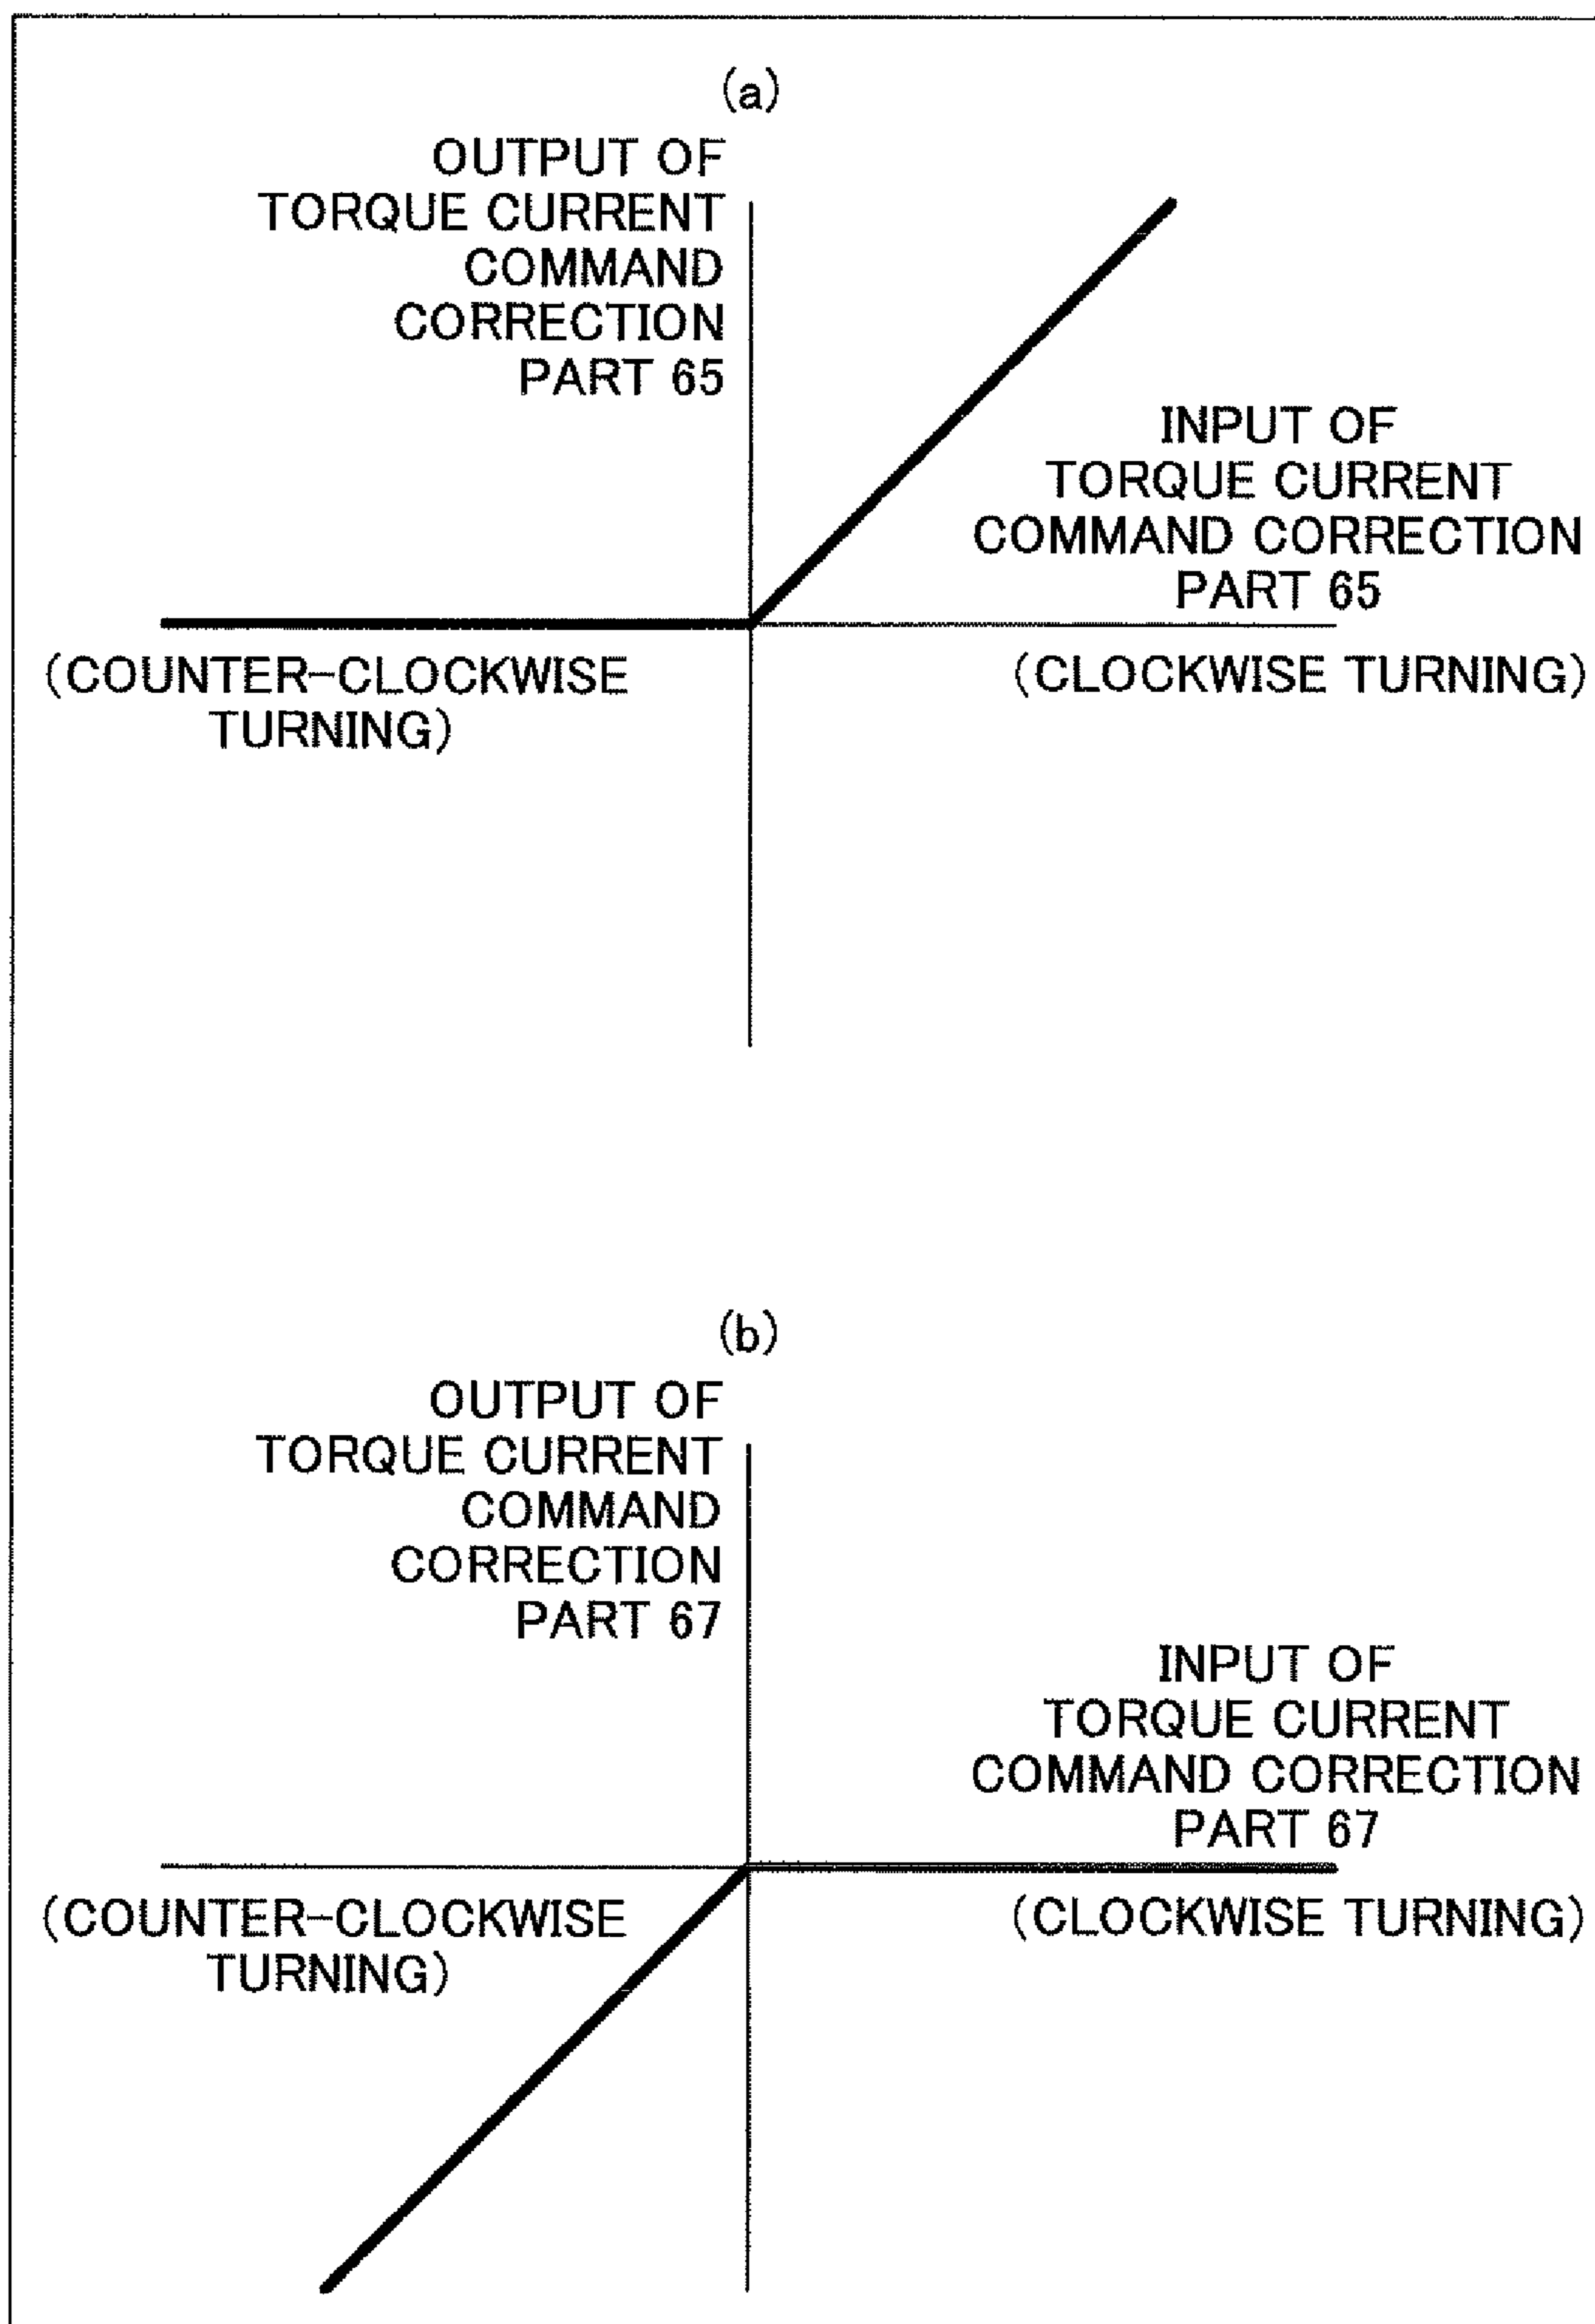 (a)
OUTPUT OF
TORQUE CURRENT
COMMAND
CORRECTION
PART 65
INPUT OF
TORQUE CURRENT
COMMAND CORRECTION
PART 65
(COUNTER-CLOCKWISE
TURNING)
(CLOCKWISE TURNING)
(b)
OUTPUT OF
TORQUE CURRENT
COMMAND
CORRECTION
PART 67
INPUT OF
TORQUE CURRENT
COMMAND CORRECTION
PART 67
(COUNTER-CLOCKWISE
TURNING)
(CLOCKWISE TURNING)